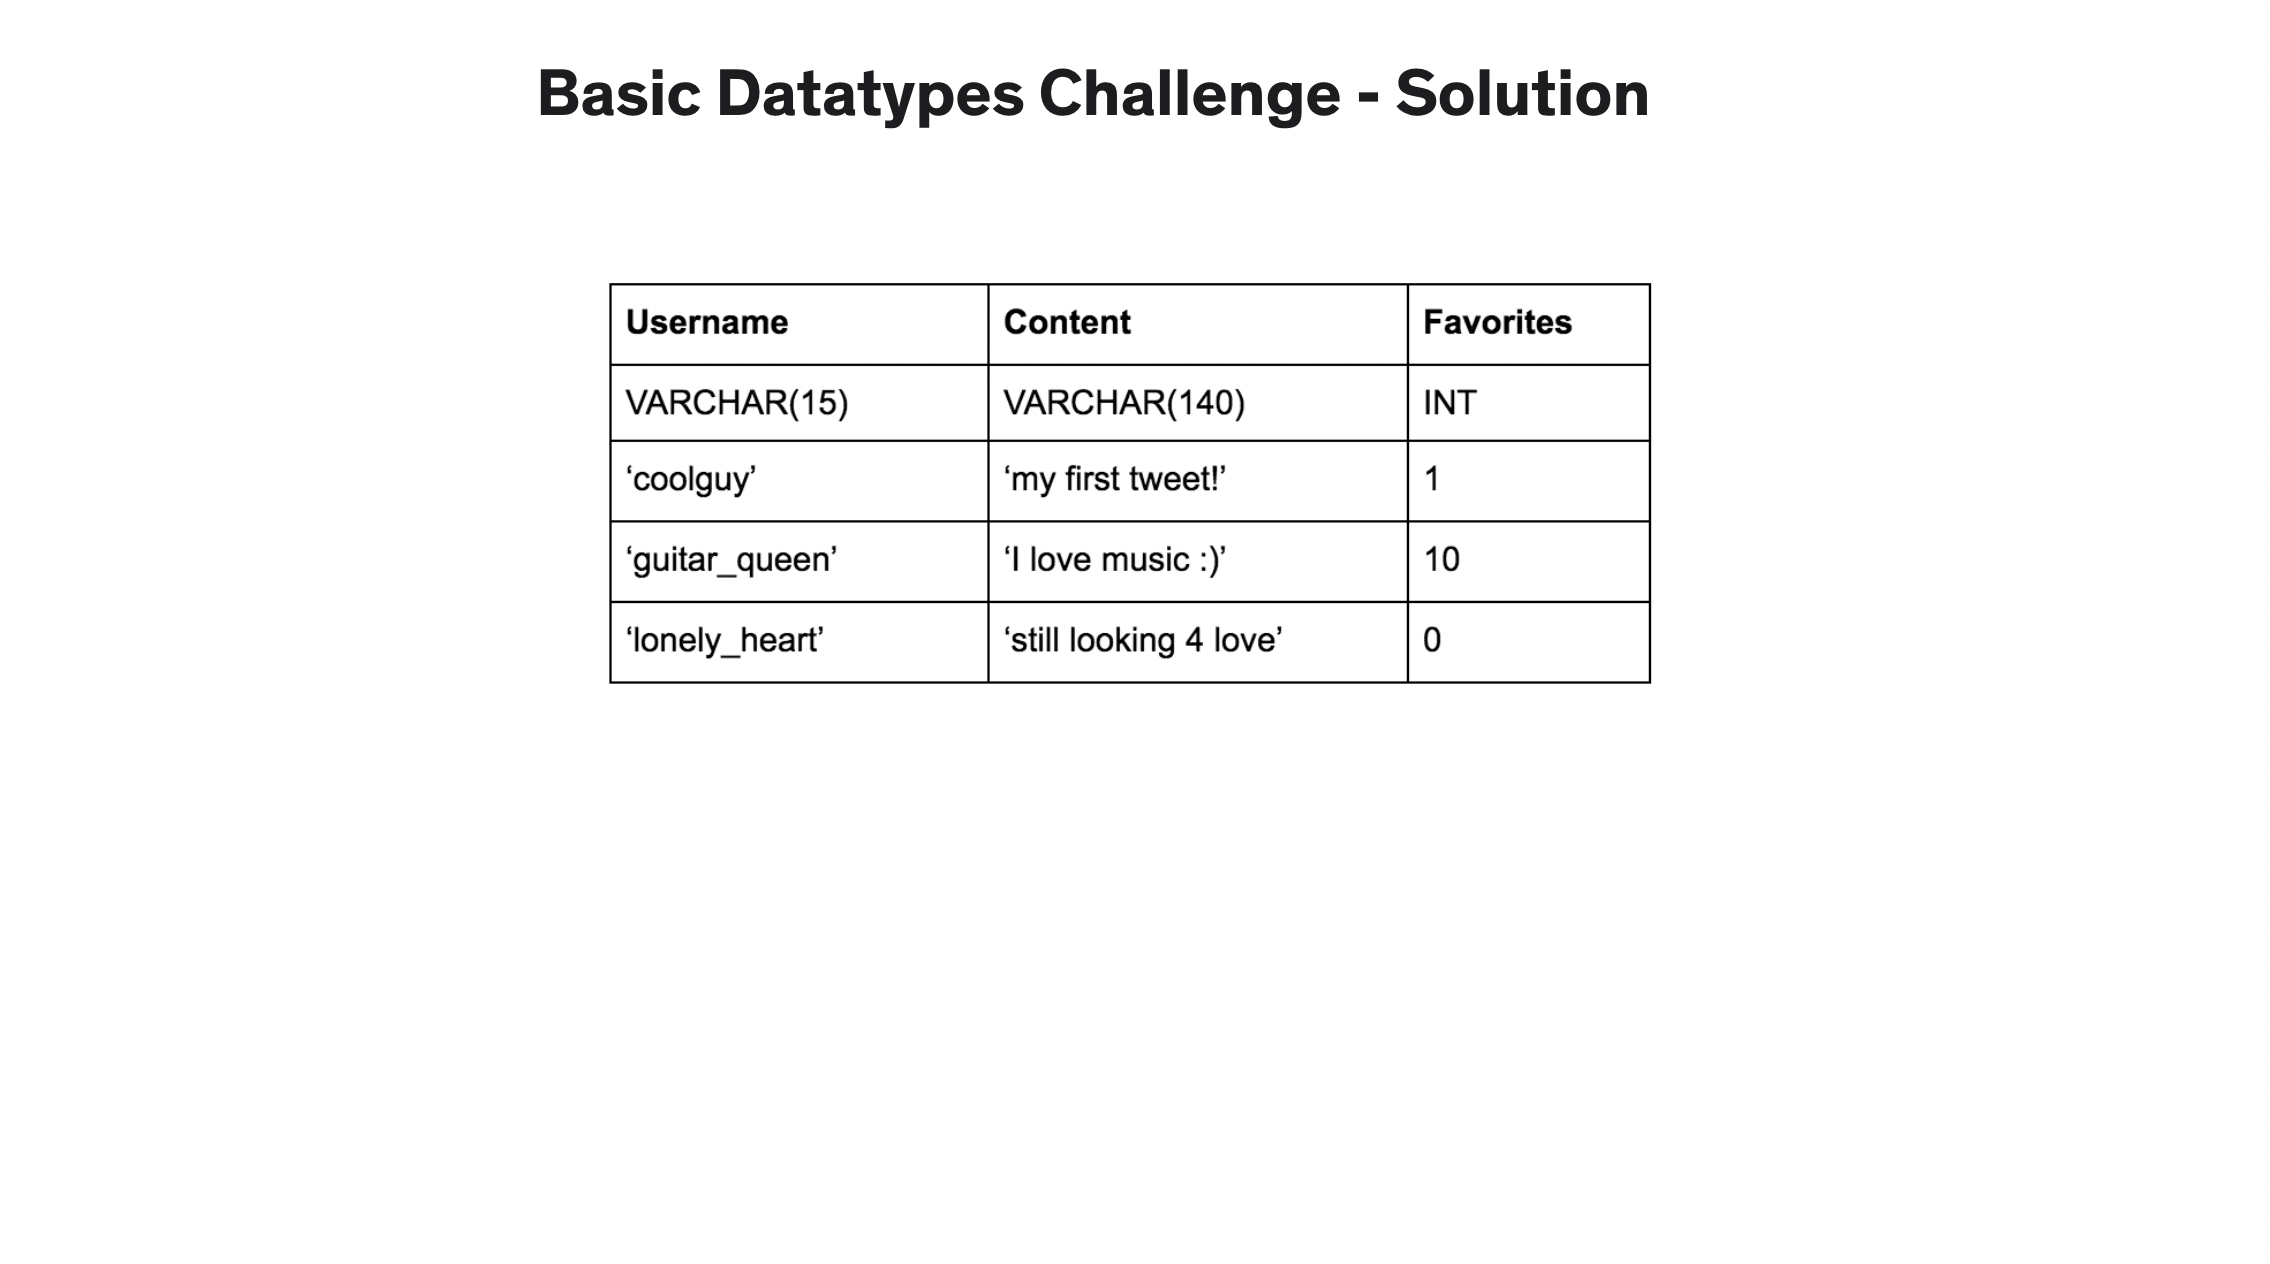 Basic Datatypes Challenge - Solution
Username Content Favorites
VARCHAR(15) VARCHAR(140) INT
‘coolguy’ ‘my first tweet!’ 1
‘guitar_queen’ ‘I love music :)’ 10
‘lonely_heart’ ‘still looking 4 love’ 0